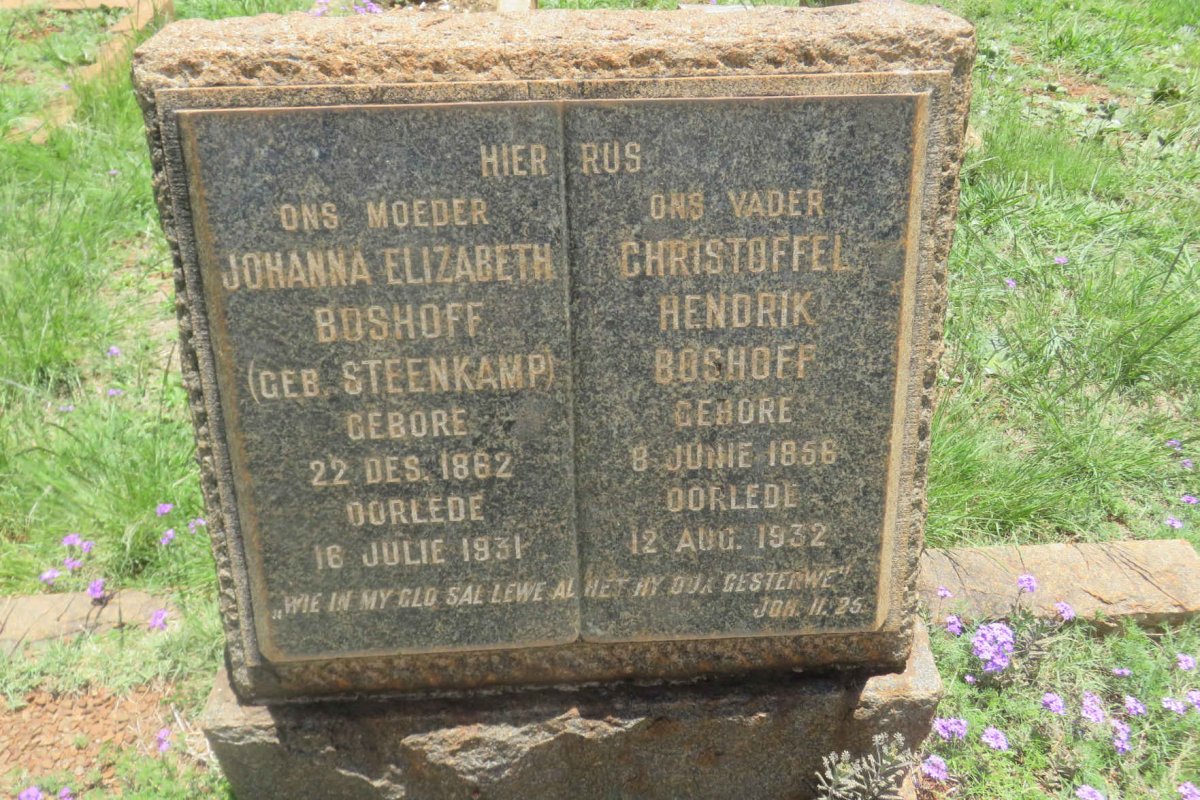 HIER RUS
ONS MOEDER
JOHANNA ELIZABETH
BOSHOFF
(GEB. STEENKAMP)
GEBORE
22 DES. 1862
OORLEDE
16 JULIE 1931
ONS VADER
CHRISTOFFEL
HENDRIK
BOSHOFF
GEBORE
8 JUNIE 1856
OORLEDE
12 AUG. 1932
„WIE IN MY GLO SAL LEWE AL HET HY OOK GESTERWE"
JOH. 11. 25.